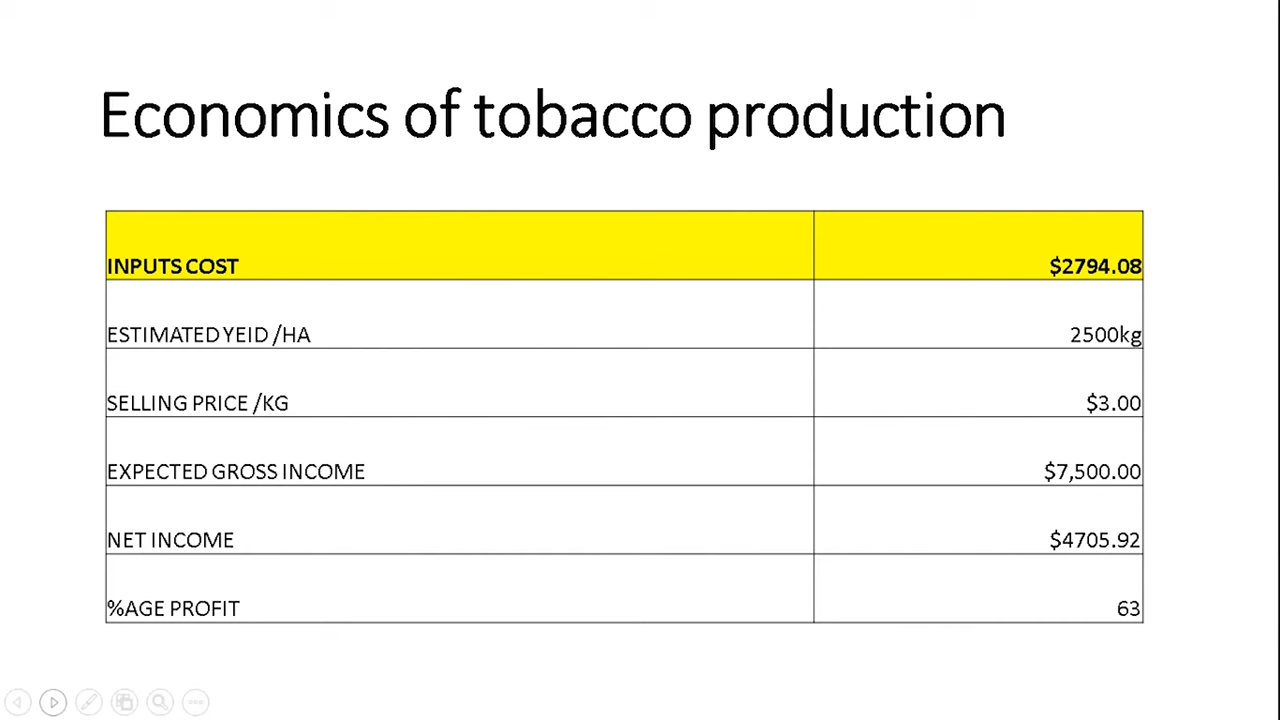 Economics of tobacco production
INPUTS COST $2794.08
ESTIMATED YEID /HA 2500kg
SELLING PRICE /KG $3.00
EXPECTED GROSS INCOME $7,500.00
NET INCOME $4705.92
%AGE PROFIT 63